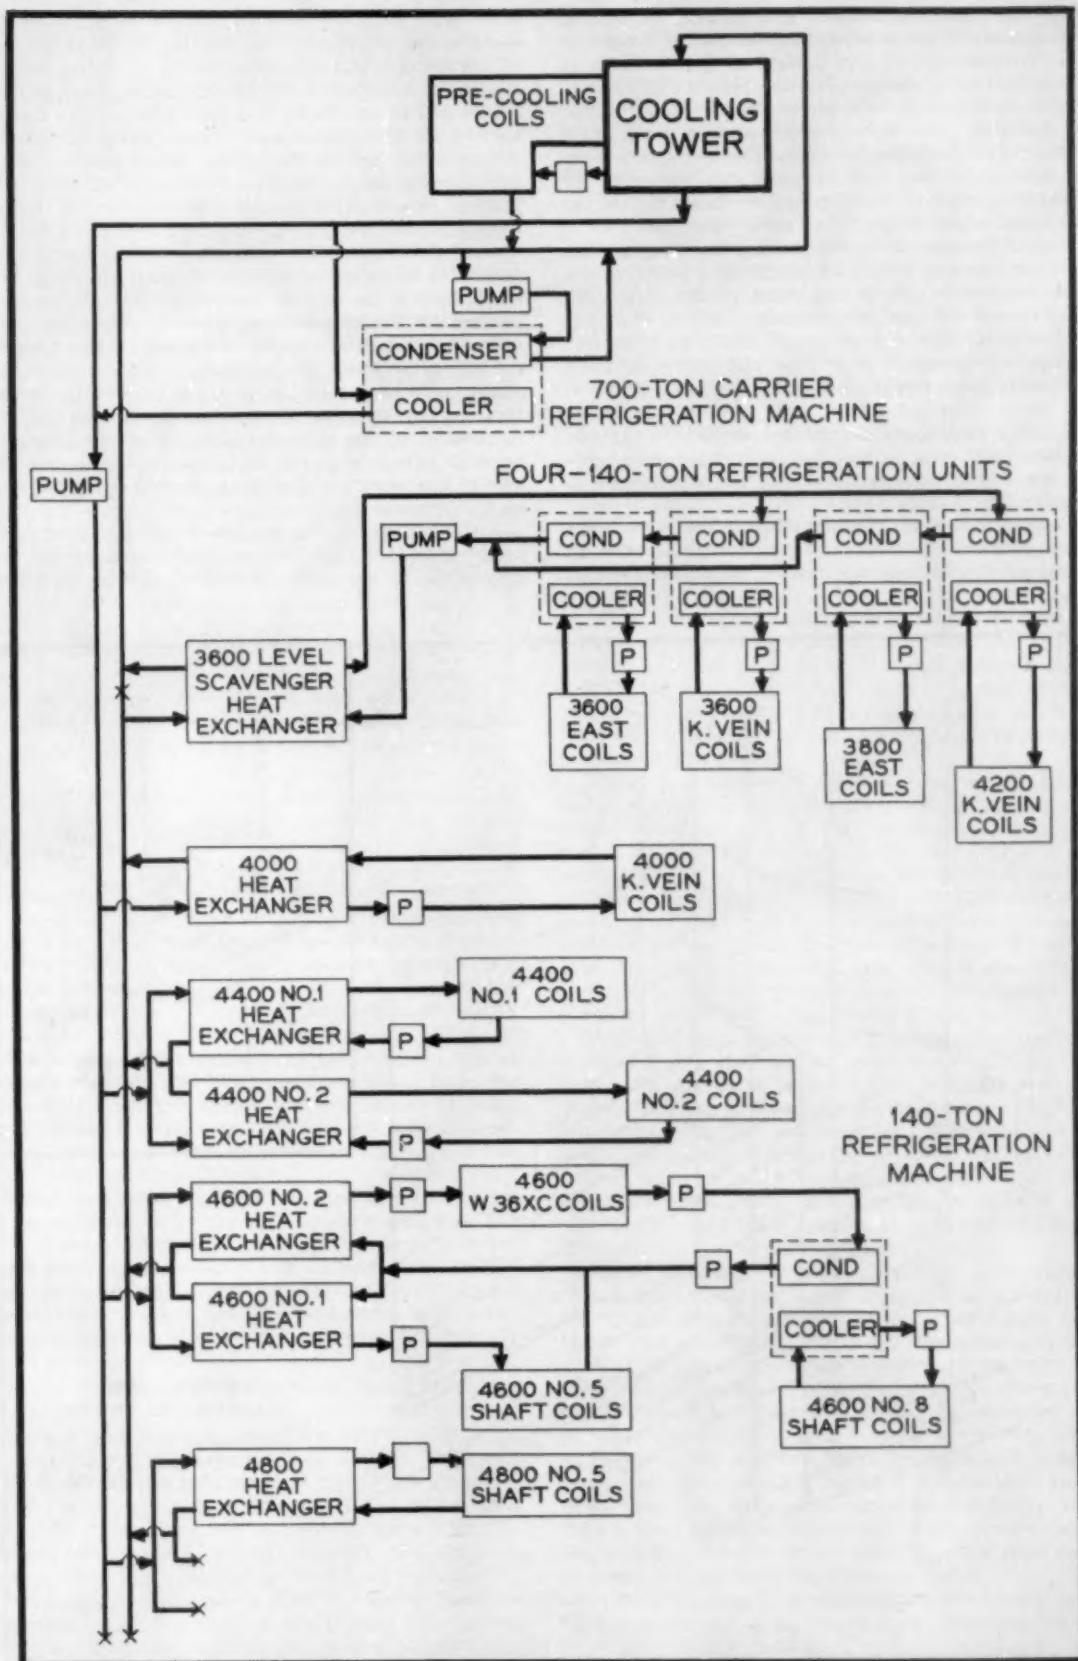 PRE-COOLING
COILS
COOLING
TOWER
PUMP
CONDENSER
COOLER
700-TON CARRIER
REFRIGERATION MACHINE
PUMP
FOUR-140-TON REFRIGERATION UNITS
PUMP
COND
COND
COND
COND
COOLER
COOLER
COOLER
COOLER
P
P
P
P
3600 LEVEL
SCAVENGER
HEAT
EXCHANGER
3600
EAST
COILS
3600
K.VEIN
COILS
3800
EAST
COILS
4200
K.VEIN
COILS
4000
HEAT
EXCHANGER
P
4000
K.VEIN
COILS
4400 NO.1
HEAT
EXCHANGER
P
4400
NO.1 COILS
4400 NO.2
HEAT
EXCHANGER
P
4400
NO.2 COILS
140-TON
REFRIGERATION
MACHINE
4600 NO.2
HEAT
EXCHANGER
P
4600
W 36XC COILS
P
COND
P
4600 NO.1
HEAT
EXCHANGER
P
COOLER
P
4600 NO.5
SHAFT COILS
4600 NO.8
SHAFT COILS
4800
HEAT
EXCHANGER
4800 NO.5
SHAFT COILS